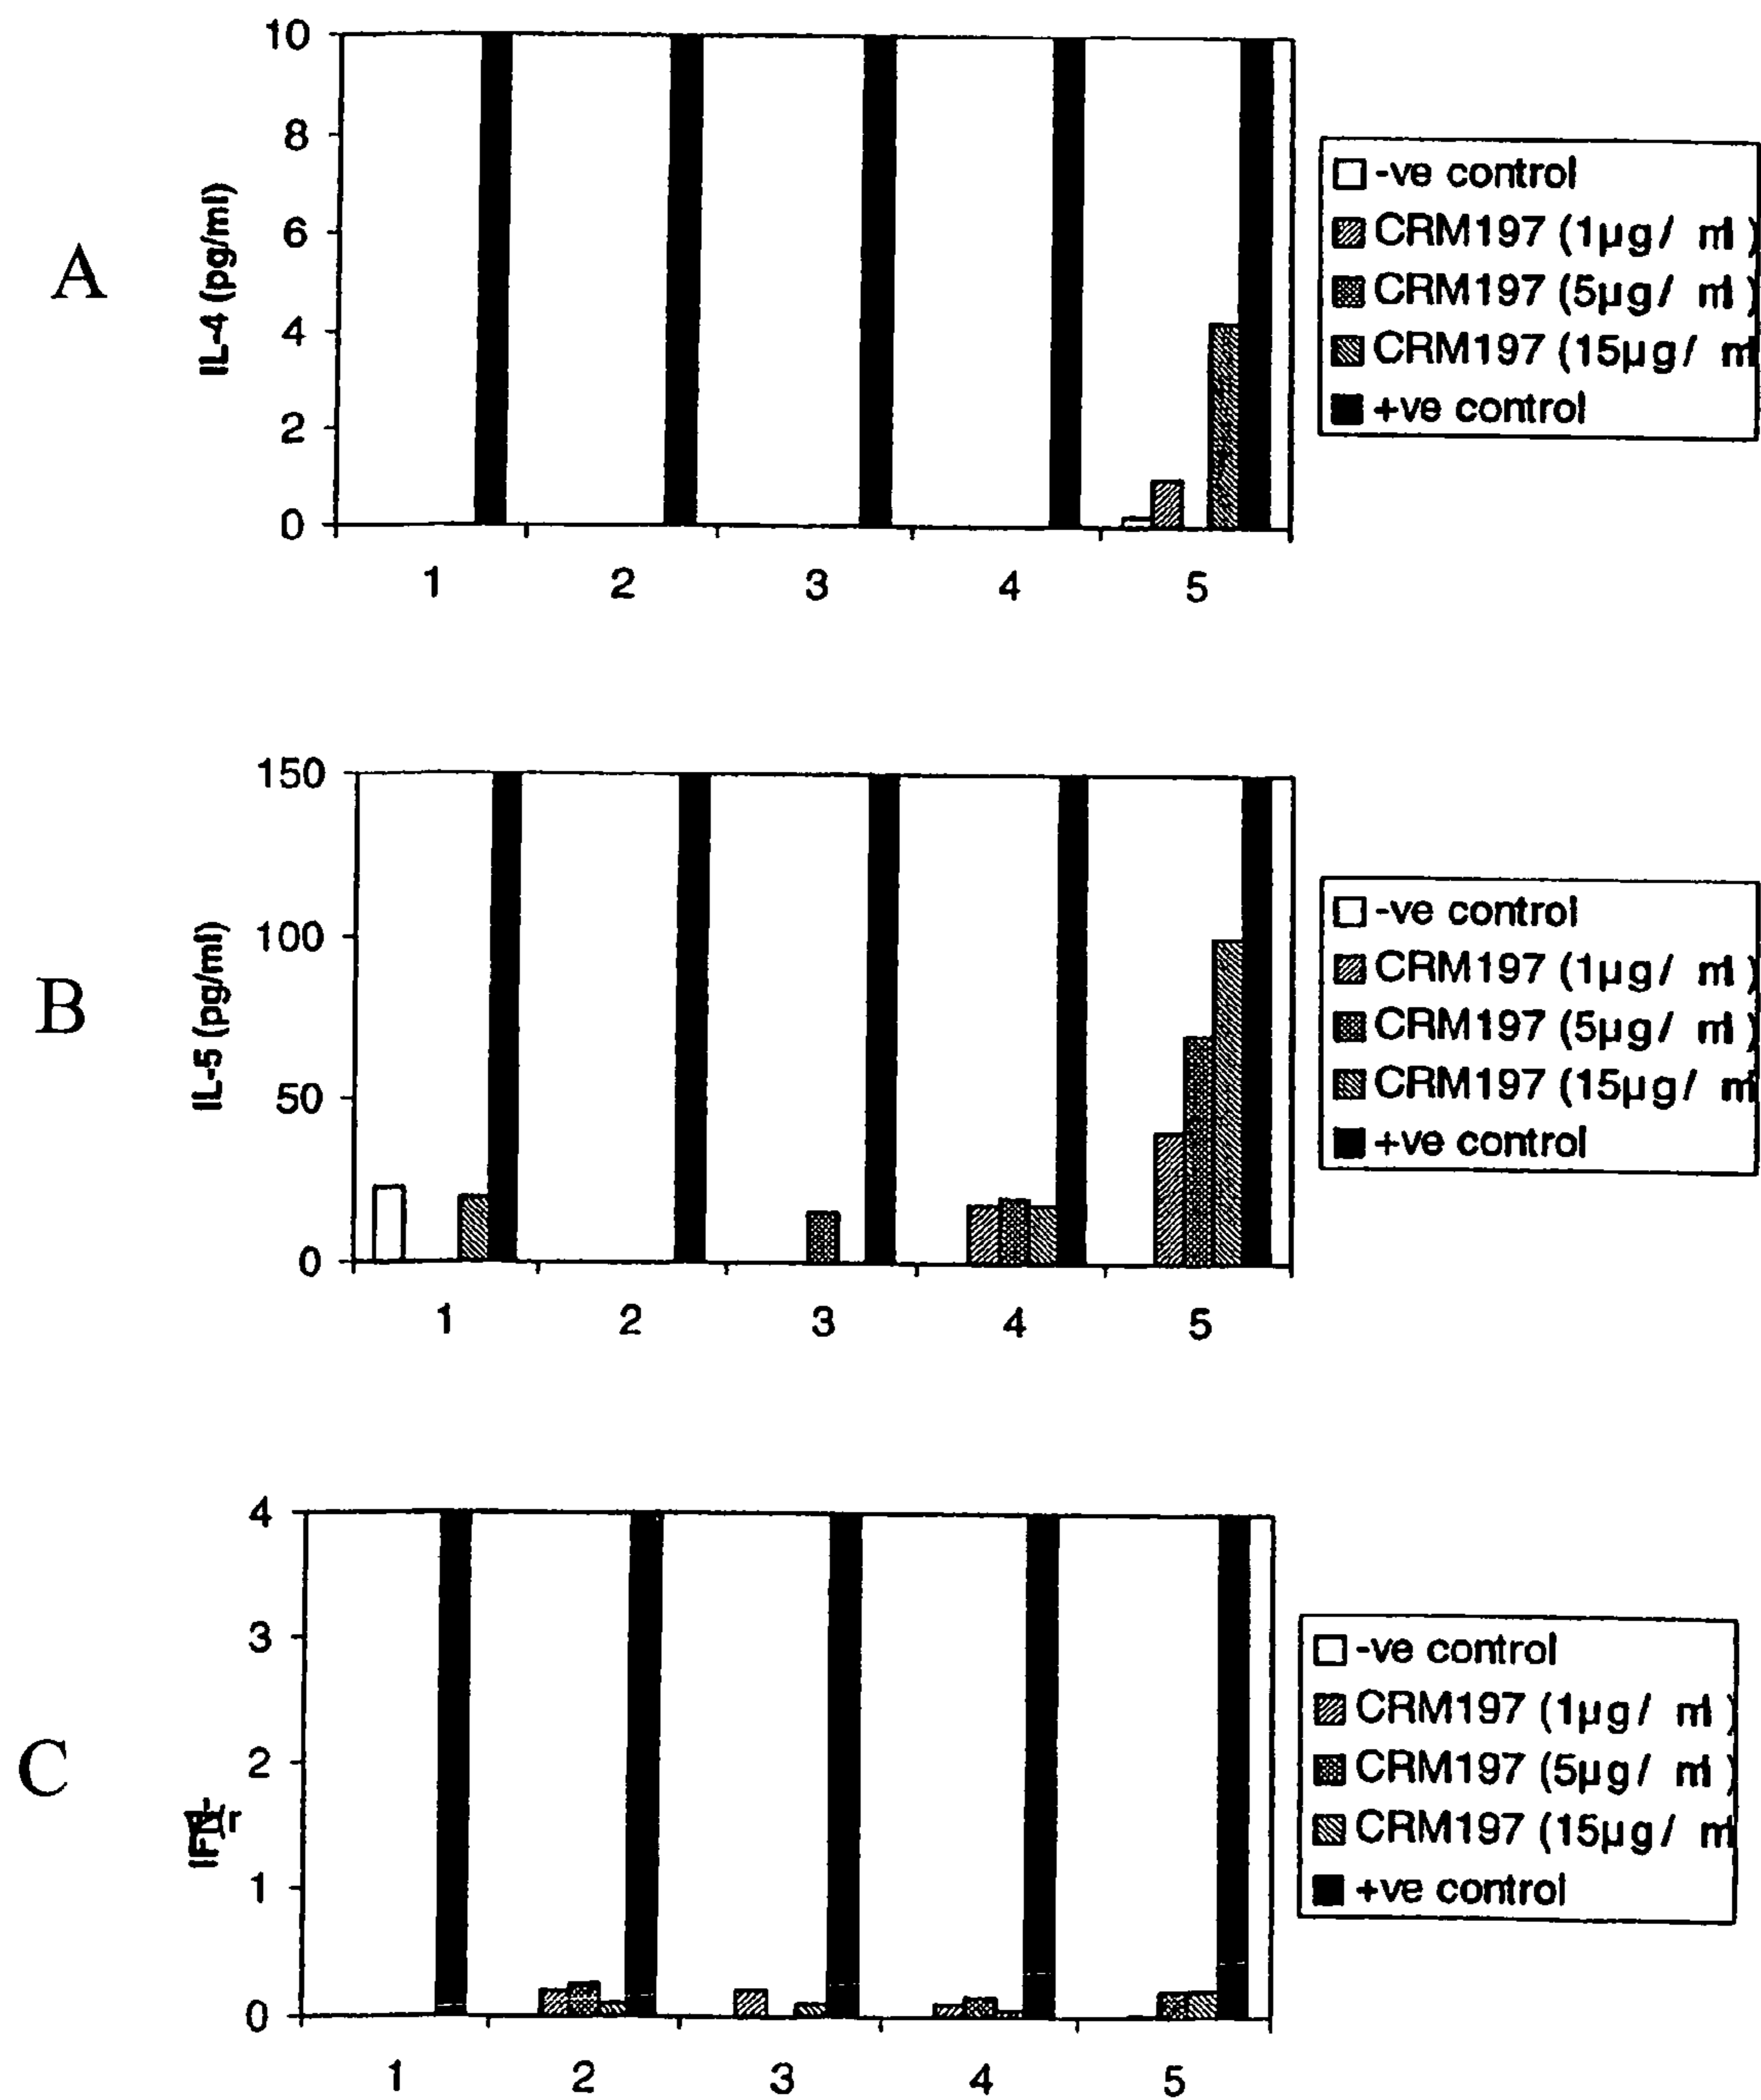 A
IL-4 (pg/ml)
10
8
6
4
2
0
1 2 3 4 5
-ve control
CRM197 (1µg/ ml )
CRM197 (5µg/ ml )
CRM197 (15µg/ m
+ve control
B
IL-5 (pg/ml)
150
100
50
0
1 2 3 4 5
-ve control
CRM197 (1µg/ ml )
CRM197 (5µg/ ml )
CRM197 (15µg/ m
+ve control
C
4
3
2
1
0
1 2 3 4 5
-ve control
CRM197 (1µg/ ml )
CRM197 (5µg/ ml )
CRM197 (15µg/ m
+ve control